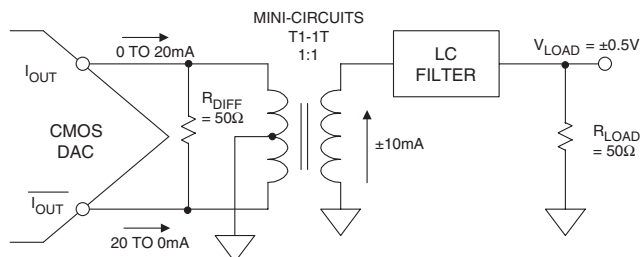 MINI-CIRCUITS
T1-1T
1:1
0 TO 20mA
I_OUT
CMOS
DAC
R_DIFF
= 50Ω
LC
FILTER
V_LOAD = ±0.5V
±10mA
R_LOAD
= 50Ω
I̅_̅O̅U̅T̅
20 TO 0mA